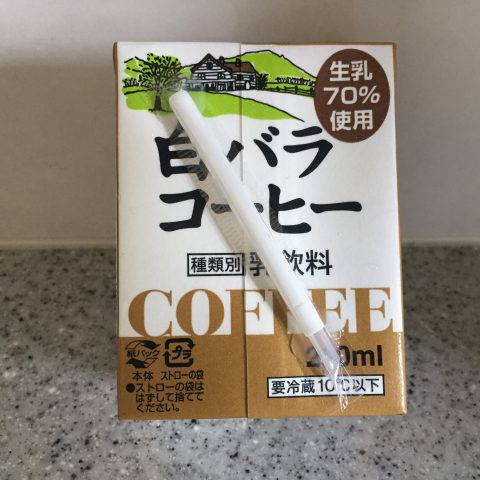 生乳
70%
使用
白バラ
コーヒー
種類別 乳飲料
COFFEE
紙パック プラ
本体 ストローの袋
●ストローの袋は
はずして捨てて
ください。
要冷蔵10℃以下